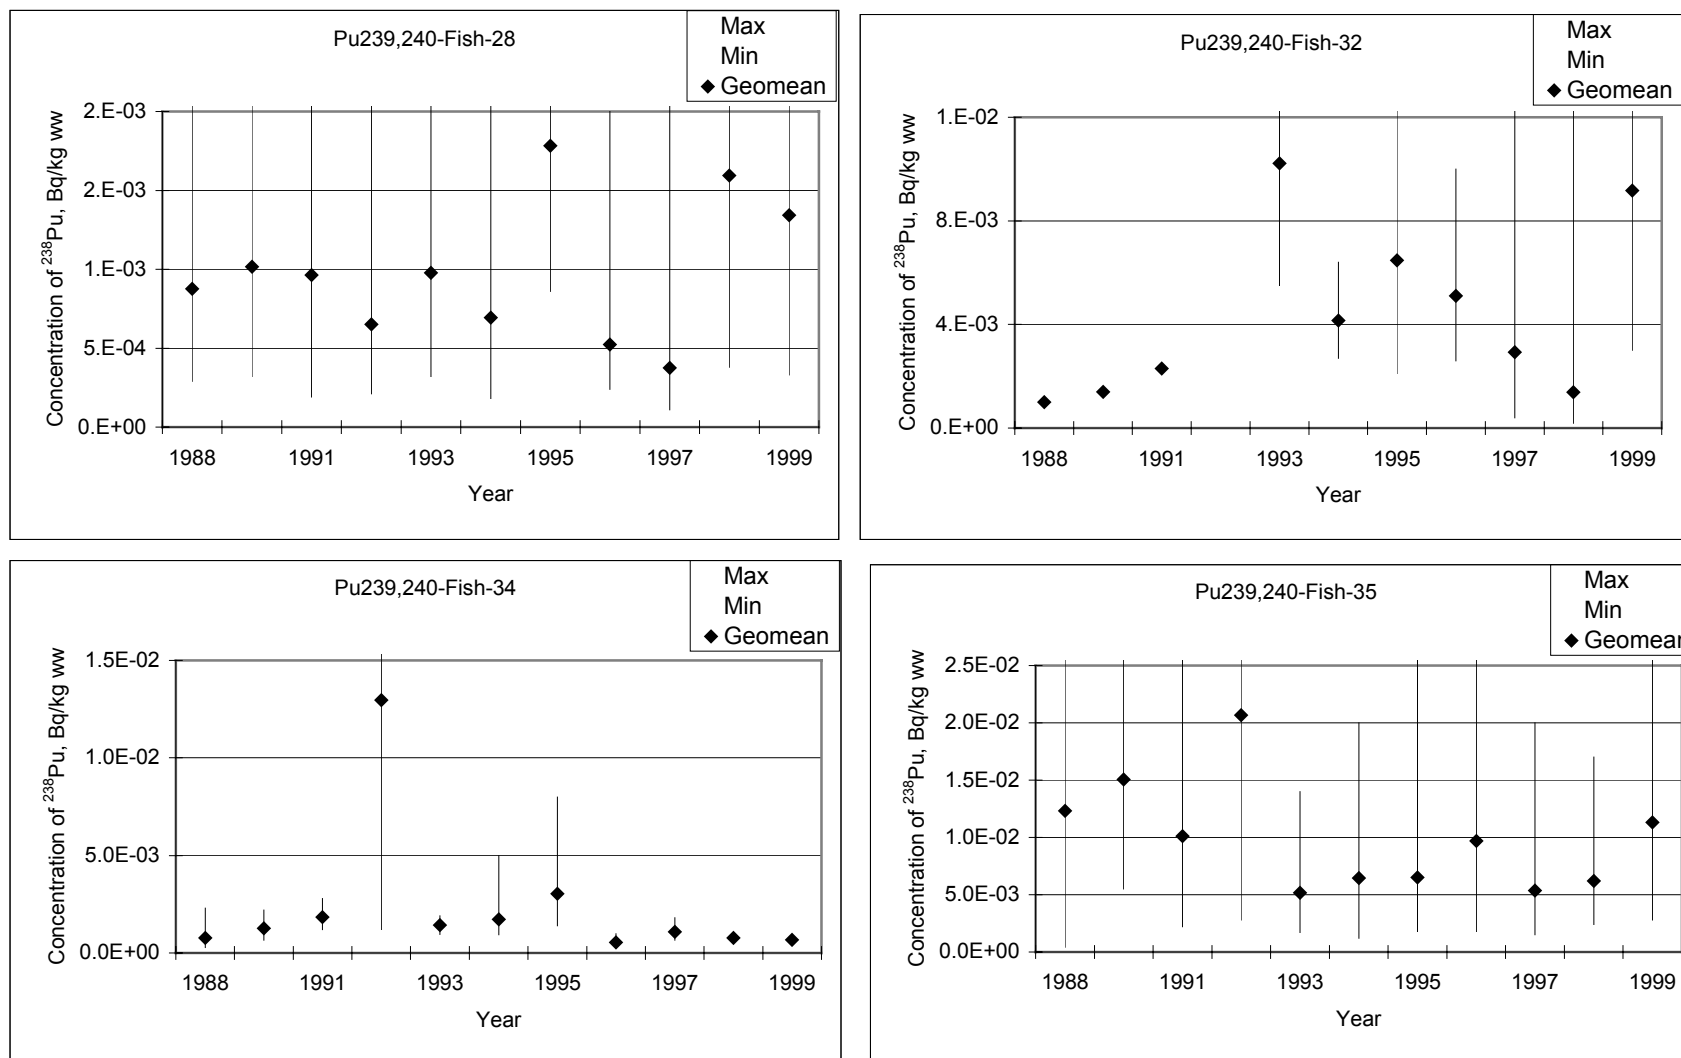 Pu239,240-Fish-28
Max
Min
Geomean
Concentration of ²³⁸Pu, Bq/kg ww
2.E-03
2.E-03
1.E-03
5.E-04
0.E+00
1988 1991 1993 1995 1997 1999
Year
Pu239,240-Fish-32
Max
Min
Geomean
Concentration of ²³⁸Pu, Bq/kg ww
1.E-02
8.E-03
4.E-03
0.E+00
1988 1991 1993 1995 1997 1999
Year
Pu239,240-Fish-34
Max
Min
Geomean
Concentration of ²³⁸Pu, Bq/kg ww
1.5E-02
1.0E-02
5.0E-03
0.0E+00
1988 1991 1993 1995 1997 1999
Year
Pu239,240-Fish-35
Max
Min
Geomean
Concentration of ²³⁸Pu, Bq/kg ww
2.5E-02
2.0E-02
1.5E-02
1.0E-02
5.0E-03
0.0E+00
1988 1991 1993 1995 1997 1999
Year